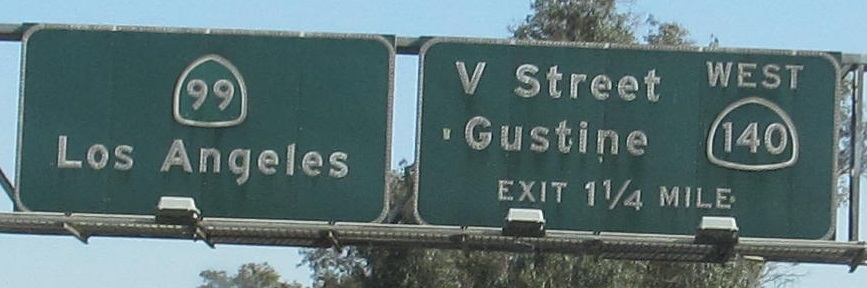 99
Los Angeles
V Street WEST
Gustine 140
EXIT 1 1/4 MILE